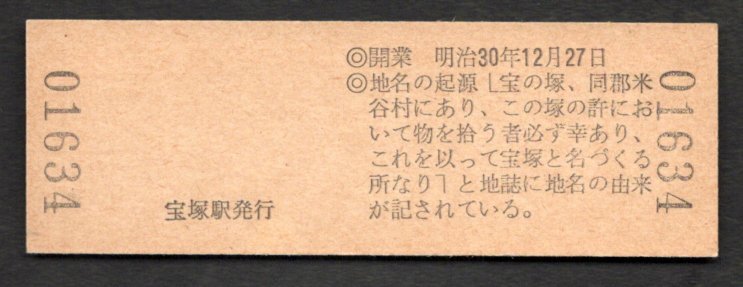 01634
◎開業 明治30年12月27日
◎地名の起源「宝の塚、同郡米
谷村にあり、この塚の許にお
いて物を拾う者必ず幸あり、
これを以って宝塚と名づくる
所なり」と地誌に地名の由来
が記されている。
宝塚駅発行
01634